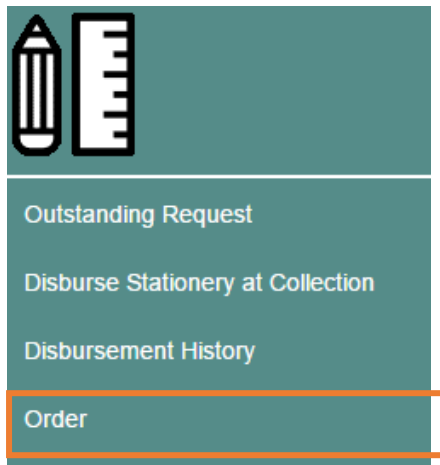 Outstanding Request
Disburse Stationery at Collection
Disbursement History
Order